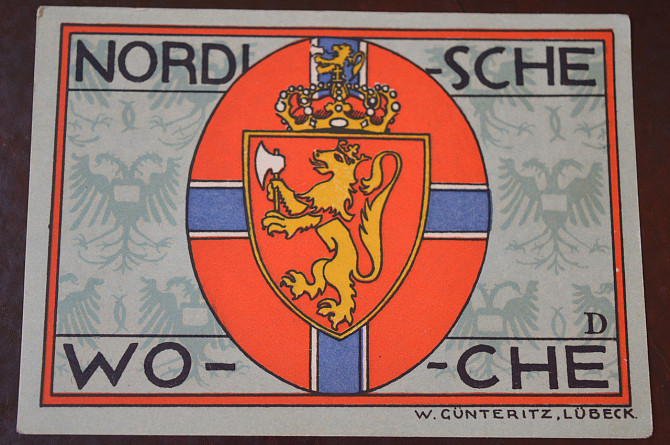 NORDI-SCHE
D
WO--CHE
W. GÜNTERITZ, LÜBECK.